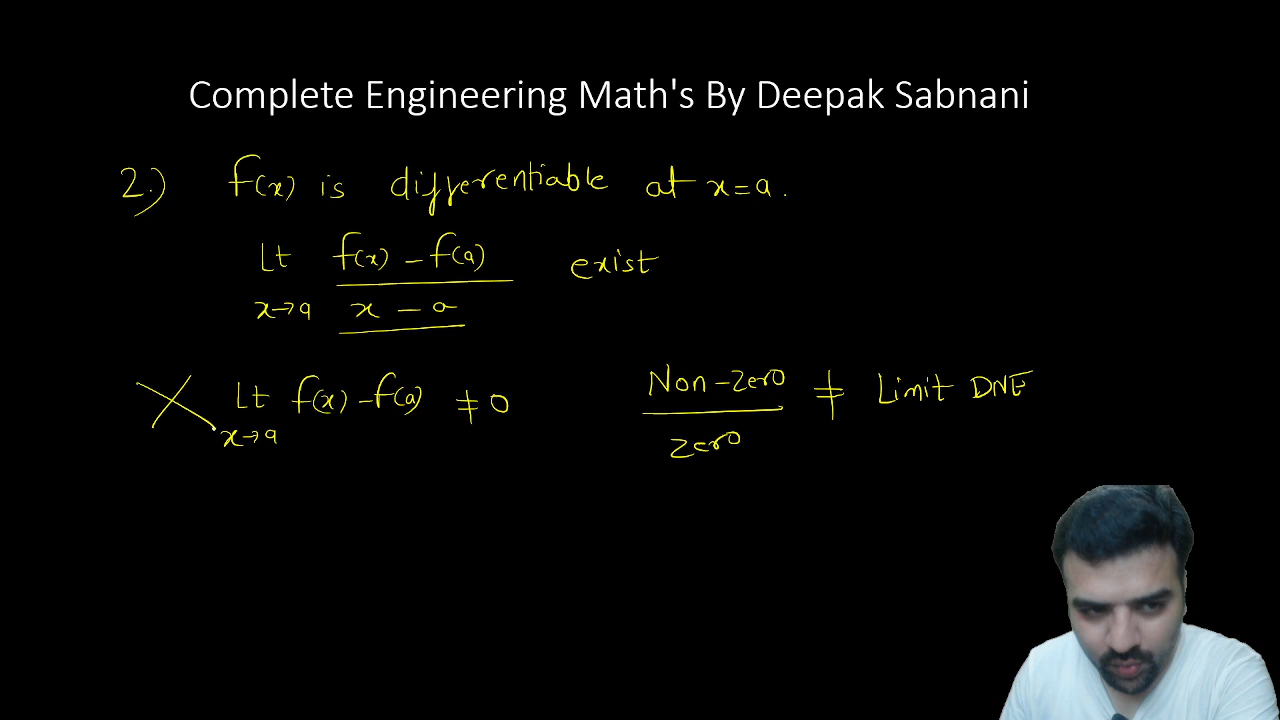 Complete Engineering Math's By Deepak Sabnani
2.) f(x) is differentiable at x=a.
Lt f(x) - f(a) exist
x→a x - a
Lt f(x) - f(a) ≠ 0 Non-Zero ≠ Limit DNE
x→a Zero